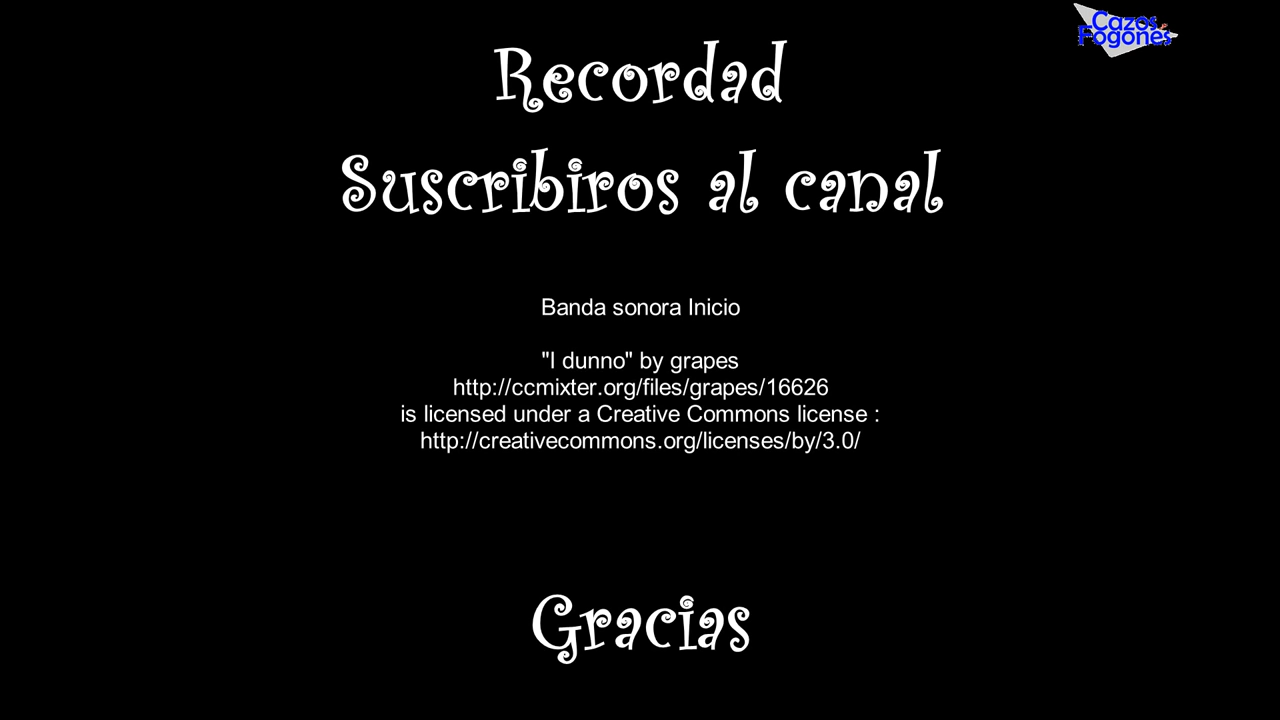 Cazos
Fogones
Recordad
Suscribiros al canal
Banda sonora Inicio
"I dunno" by grapes
http://ccmixter.org/files/grapes/16626
is licensed under a Creative Commons license :
http://creativecommons.org/licenses/by/3.0/
Gracias